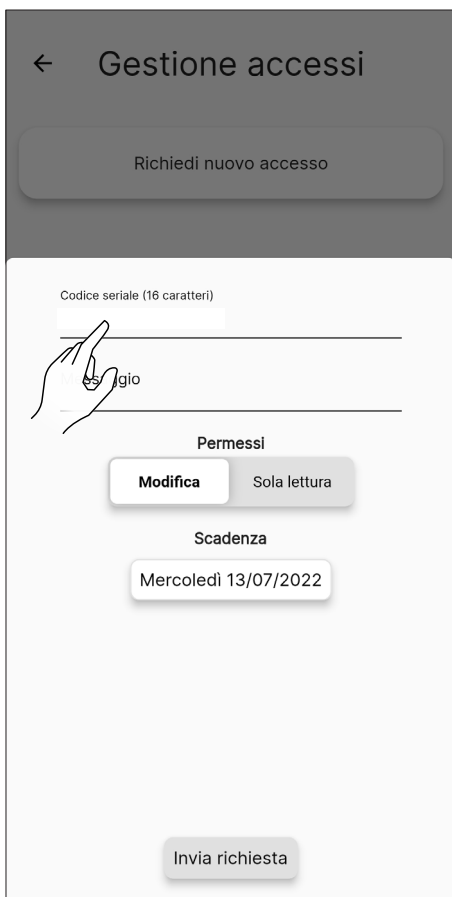 Gestione accessi
Richiedi nuovo accesso
Codice seriale (16 caratteri)
Messaggio
Permessi
Modifica Sola lettura
Scadenza
Mercoledì 13/07/2022
Invia richiesta